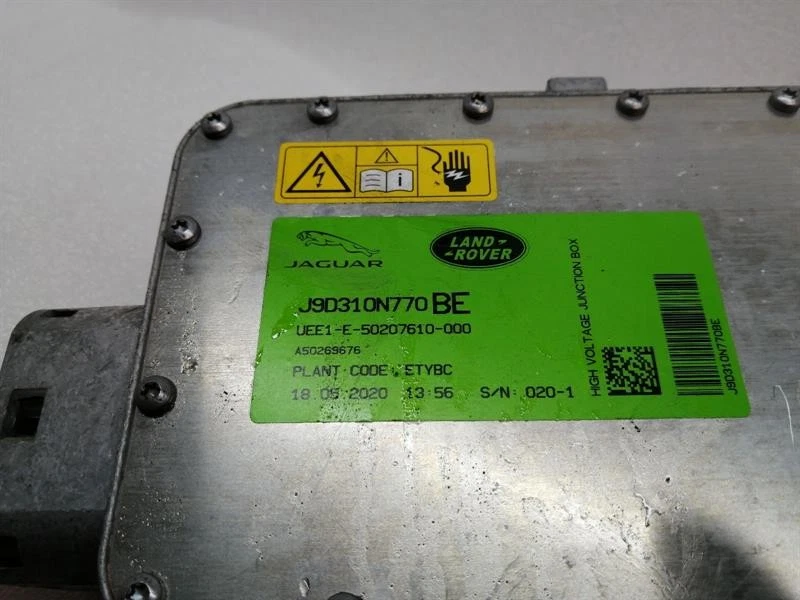 JAGUAR
LAND
ROVER
J9D310N770 BE
UEE1-E-50207610-000
A50269676
PLANT CODE: ETYBC
18.05.2020 13:56 S/N: 020-1
HIGH VOLTAGE JUNCTION BOX
J9D310N770BE